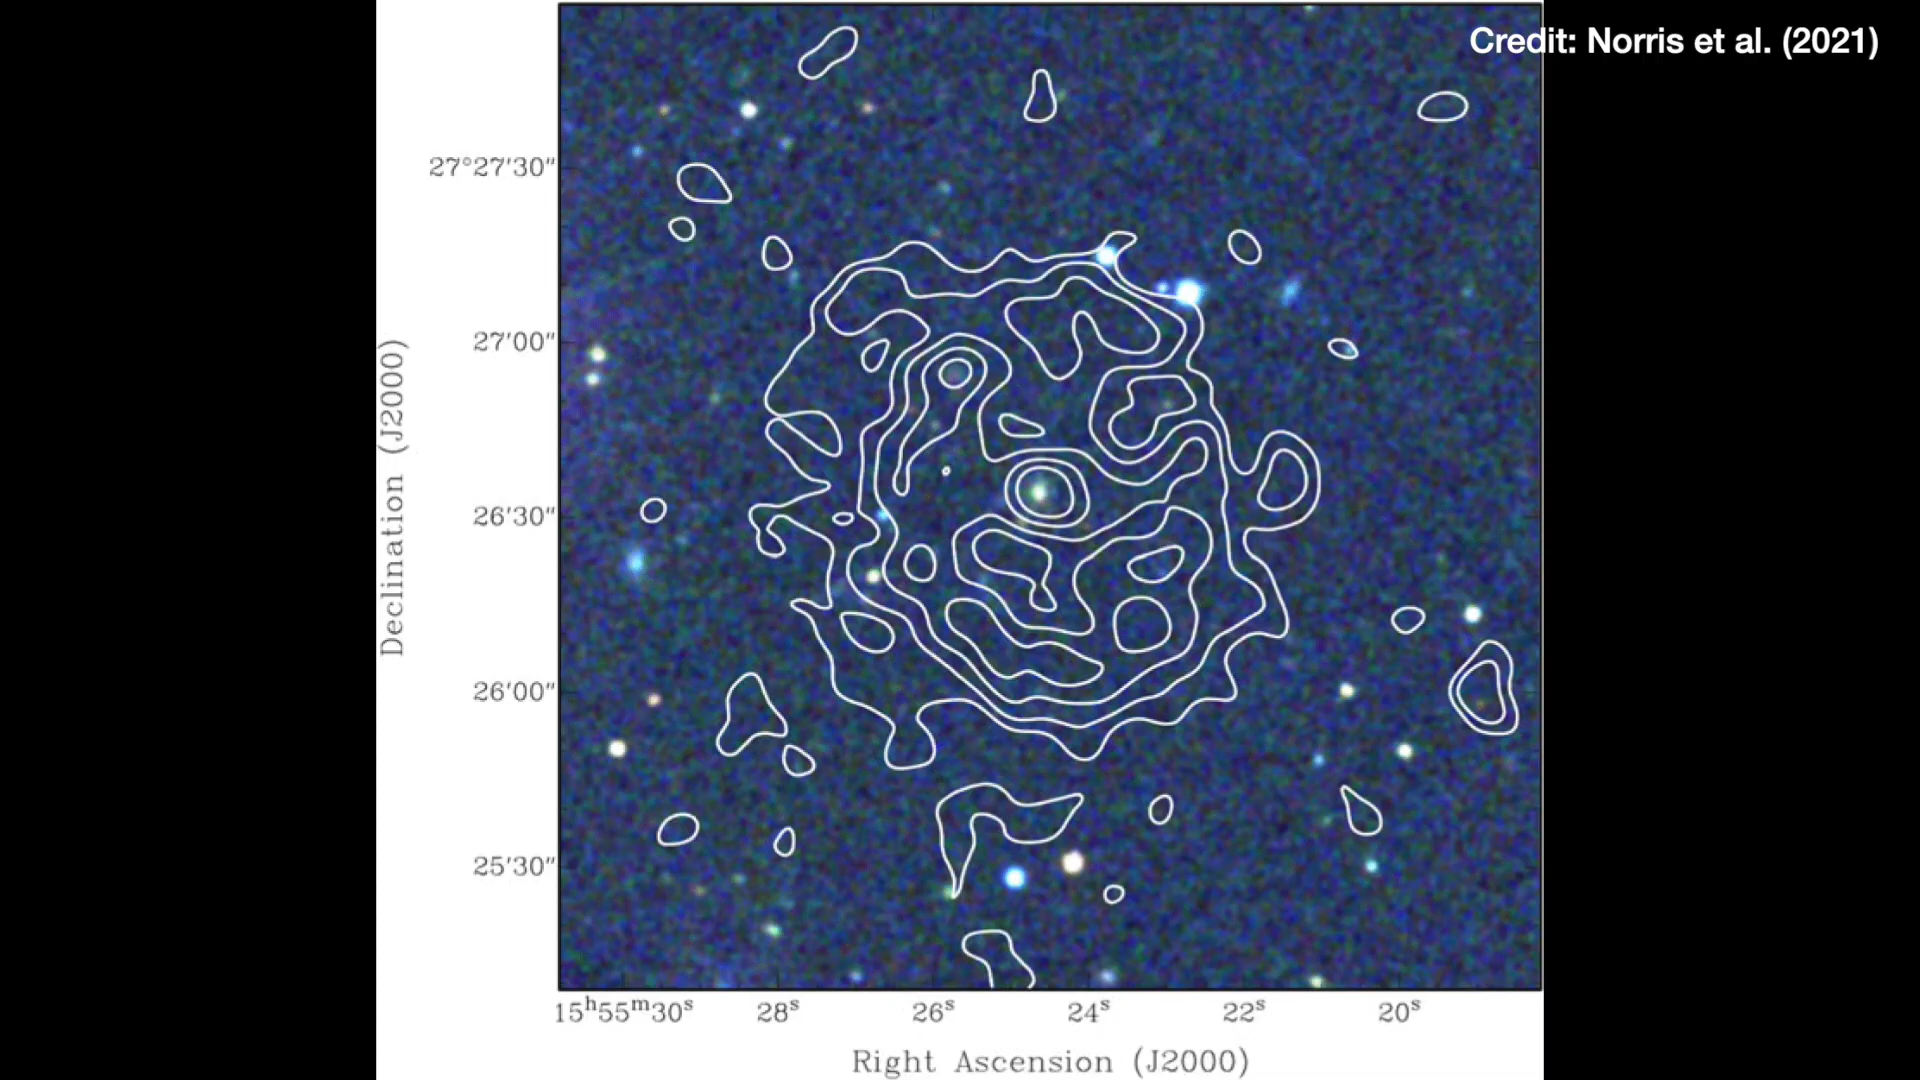 Credit: Norris et al. (2021)
27°27′30″
27′00″
26′30″
26′00″
25′30″
Declination (J2000)
15ʰ55ᵐ30ˢ 28ˢ 26ˢ 24ˢ 22ˢ 20ˢ
Right Ascension (J2000)